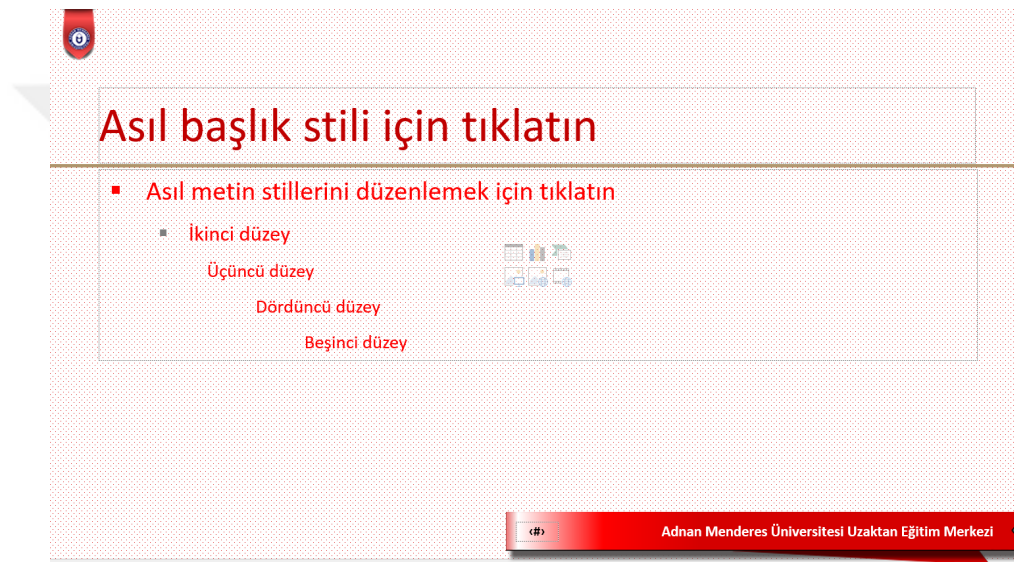 Asıl başlık stili için tıklatın
Asıl metin stillerini düzenlemek için tıklatın
İkinci düzey
Üçüncü düzey
Dördüncü düzey
Beşinci düzey
‹#›
Adnan Menderes Üniversitesi Uzaktan Eğitim Merkezi